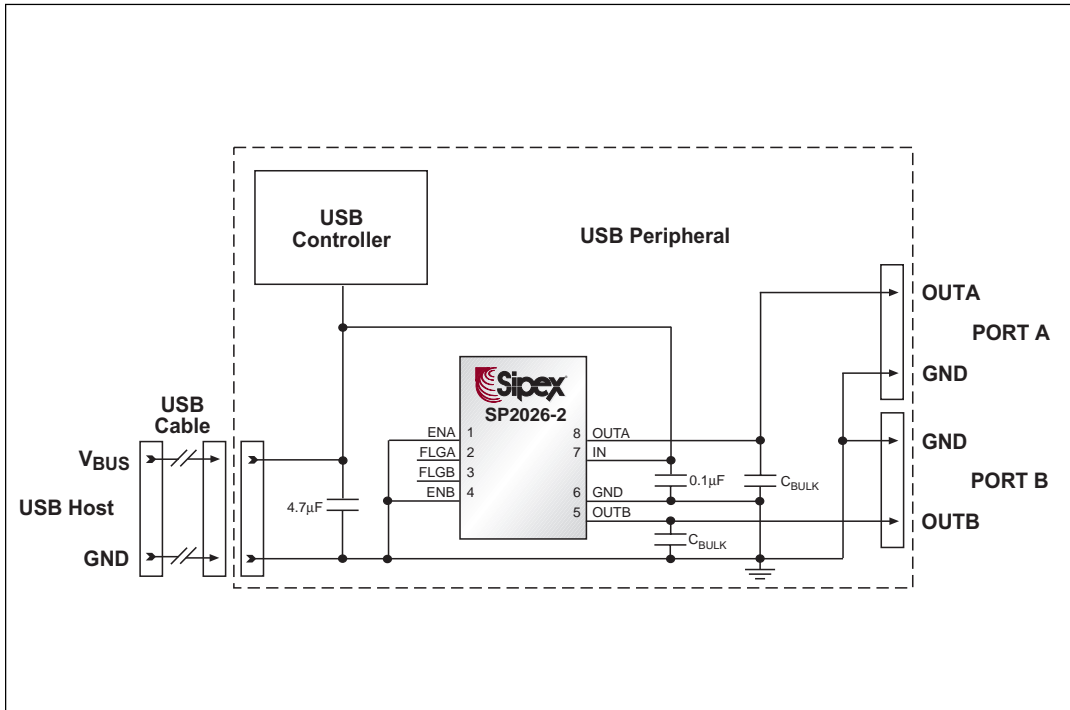 USB
Controller
USB Peripheral
OUTA
PORT A
GND
Sipex®
SP2026-2
USB
Cable
ENA 1
8 OUTA
FLGA 2
7 IN
FLGB 3
ENB 4
6 GND
5 OUTB
VBUS
USB Host
GND
4.7µF
0.1µF
CBULK
CBULK
GND
PORT B
OUTB